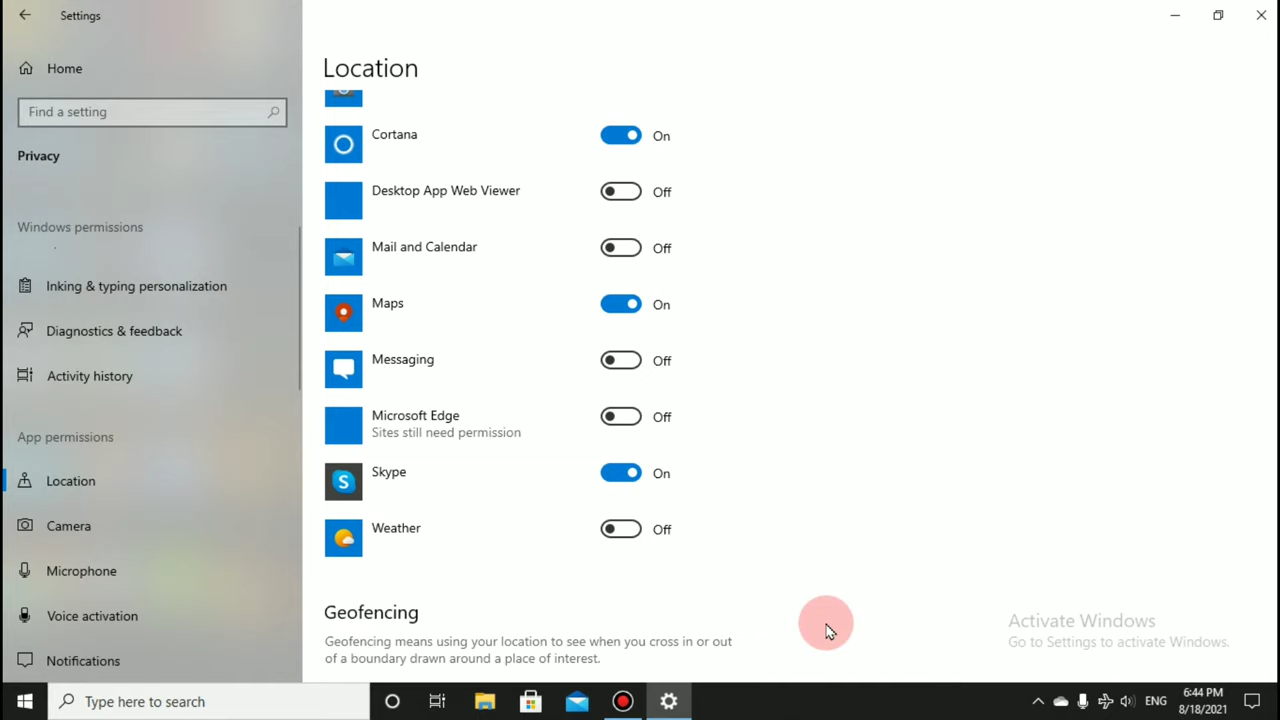 Settings
Home
Find a setting
Privacy
Windows permissions
Inking & typing personalization
Diagnostics & feedback
Activity history
App permissions
Location
Camera
Microphone
Voice activation
Notifications
Location
Cortana
On
Desktop App Web Viewer
Off
Mail and Calendar
Off
Maps
On
Messaging
Off
Microsoft Edge
Off
Sites still need permission
S
Skype
On
Weather
Off
Geofencing
Geofencing means using your location to see when you cross in or out
of a boundary drawn around a place of interest.
Activate Windows
Go to Settings to activate Windows.
Type here to search
ENG
6:44 PM
8/18/2021